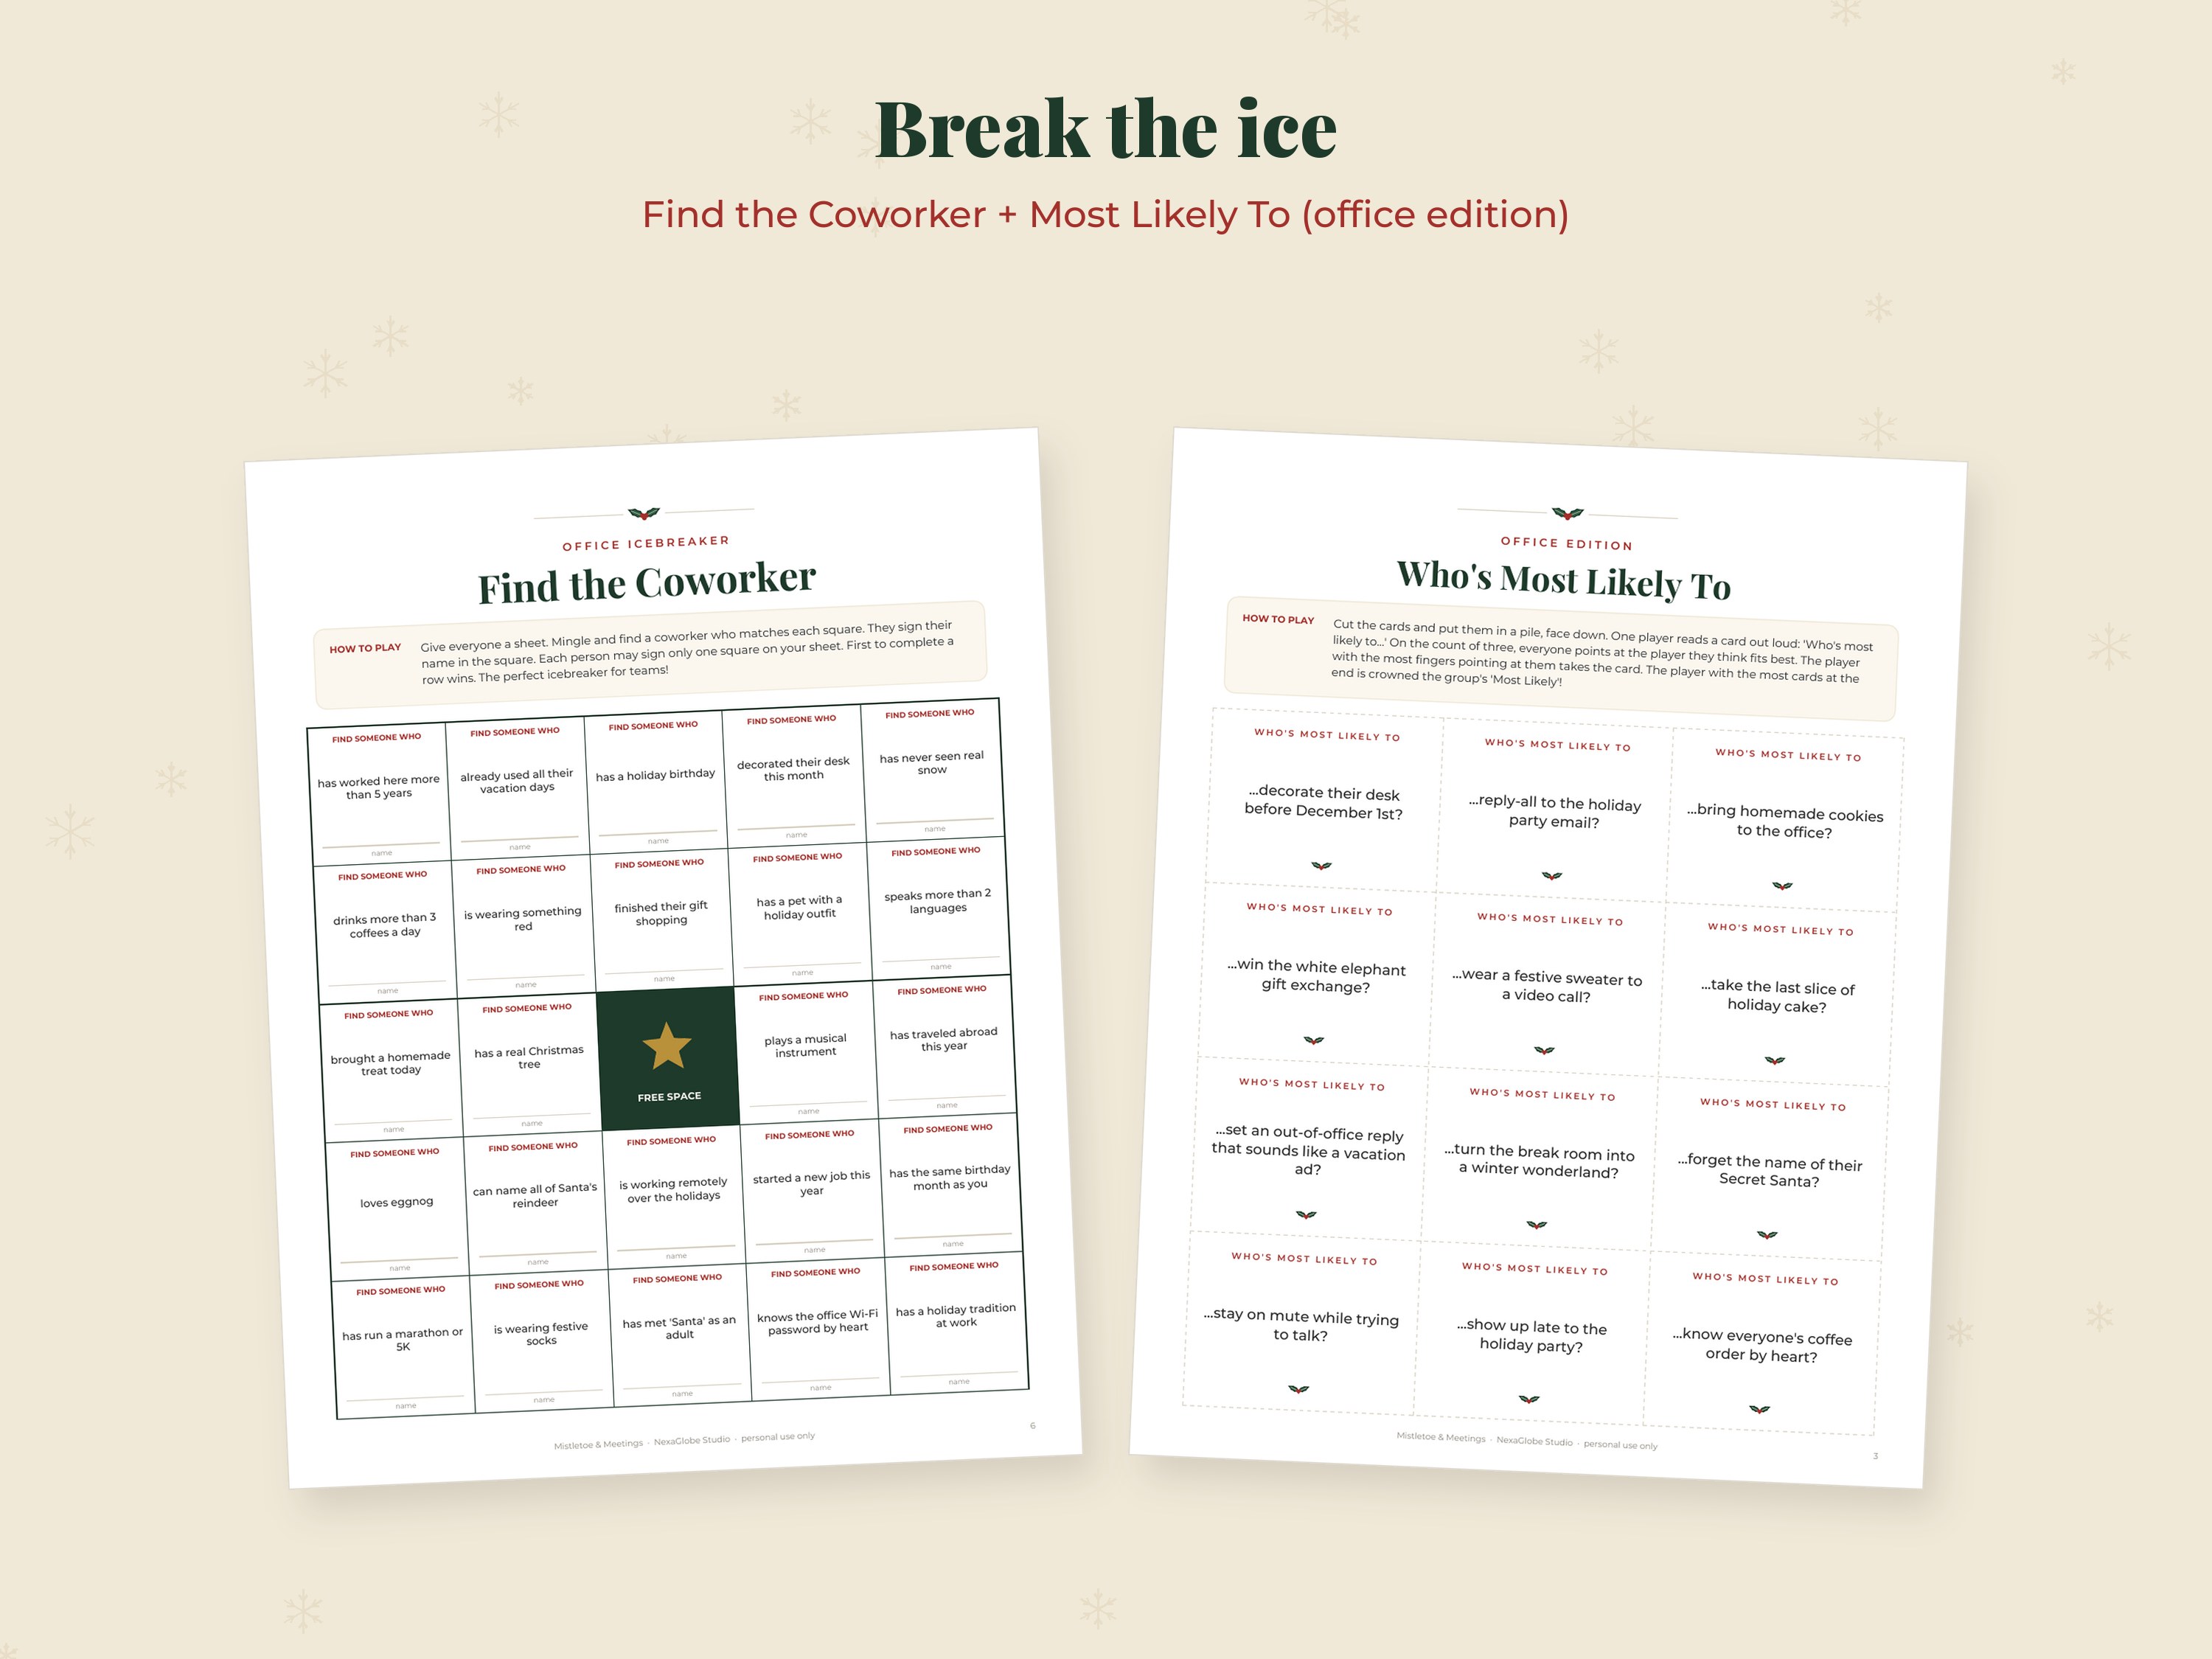 Break the ice
Find the Coworker + Most Likely To (office edition)
OFFICE ICEBREAKER
Find the Coworker
HOW TO PLAY
Give everyone a sheet. Mingle and find a coworker who matches each square. They sign their
name in the square. Each person may sign only one square on your sheet. First to complete a
row wins. The perfect icebreaker for teams!
FIND SOMEONE WHO
has worked here more
than 5 years
name
FIND SOMEONE WHO
already used all their
vacation days
name
FIND SOMEONE WHO
has a holiday birthday
name
FIND SOMEONE WHO
decorated their desk
this month
name
FIND SOMEONE WHO
has never seen real
snow
name
FIND SOMEONE WHO
drinks more than 3
coffees a day
name
FIND SOMEONE WHO
is wearing something
red
name
FIND SOMEONE WHO
finished their gift
shopping
name
FIND SOMEONE WHO
has a pet with a
holiday outfit
name
FIND SOMEONE WHO
speaks more than 2
languages
name
FIND SOMEONE WHO
brought a homemade
treat today
name
FIND SOMEONE WHO
has a real Christmas
tree
name
FREE SPACE
FIND SOMEONE WHO
plays a musical
instrument
name
FIND SOMEONE WHO
has traveled abroad
this year
name
FIND SOMEONE WHO
loves eggnog
name
FIND SOMEONE WHO
can name all of Santa's
reindeer
name
FIND SOMEONE WHO
is working remotely
over the holidays
name
FIND SOMEONE WHO
started a new job this
year
name
FIND SOMEONE WHO
has the same birthday
month as you
name
FIND SOMEONE WHO
has run a marathon or
5K
name
FIND SOMEONE WHO
is wearing festive
socks
name
FIND SOMEONE WHO
has met 'Santa' as an
adult
name
FIND SOMEONE WHO
knows the office Wi-Fi
password by heart
name
FIND SOMEONE WHO
has a holiday tradition
at work
name
Mistletoe & Meetings · NexaGlobe Studio · personal use only
6
OFFICE EDITION
Who's Most Likely To
HOW TO PLAY
Cut the cards and put them in a pile, face down. One player reads a card out loud: 'Who's most
likely to...' On the count of three, everyone points at the player they think fits best. The player
with the most fingers pointing at them takes the card. The player with the most cards at the
end is crowned the group's 'Most Likely'!
WHO'S MOST LIKELY TO
...decorate their desk
before December 1st?
WHO'S MOST LIKELY TO
...reply-all to the holiday
party email?
WHO'S MOST LIKELY TO
...bring homemade cookies
to the office?
WHO'S MOST LIKELY TO
...win the white elephant
gift exchange?
WHO'S MOST LIKELY TO
...wear a festive sweater to
a video call?
WHO'S MOST LIKELY TO
...take the last slice of
holiday cake?
WHO'S MOST LIKELY TO
...set an out-of-office reply
that sounds like a vacation
ad?
WHO'S MOST LIKELY TO
...turn the break room into
a winter wonderland?
WHO'S MOST LIKELY TO
...forget the name of their
Secret Santa?
WHO'S MOST LIKELY TO
...stay on mute while trying
to talk?
WHO'S MOST LIKELY TO
...show up late to the
holiday party?
WHO'S MOST LIKELY TO
...know everyone's coffee
order by heart?
Mistletoe & Meetings · NexaGlobe Studio · personal use only
3